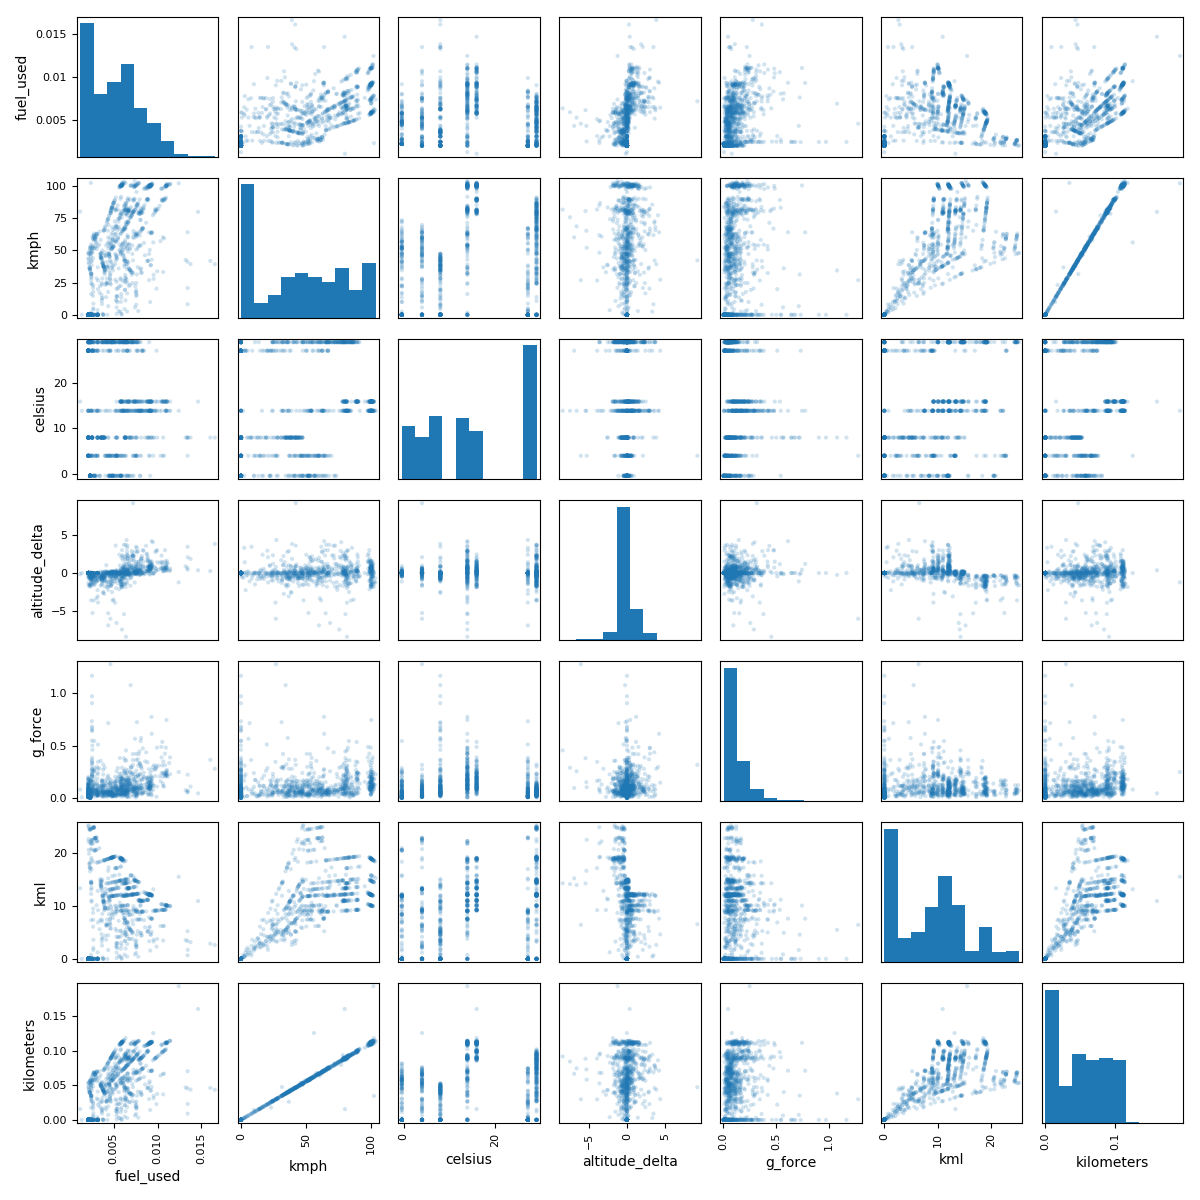 fuel_used
0.015
0.01
0.005
kmph
100
75
50
25
0
celsius
20
10
0
altitude_delta
5
0
−5
g_force
1.0
0.5
0.0
kml
20
10
0
kilometers
0.15
0.10
0.05
0.00
0.005 0.010 0.015 0 50 100 0 20 −5 0 5 0.0 0.5 1.0 0 10 20 0.0 0.1
fuel_used kmph celsius altitude_delta g_force kml kilometers